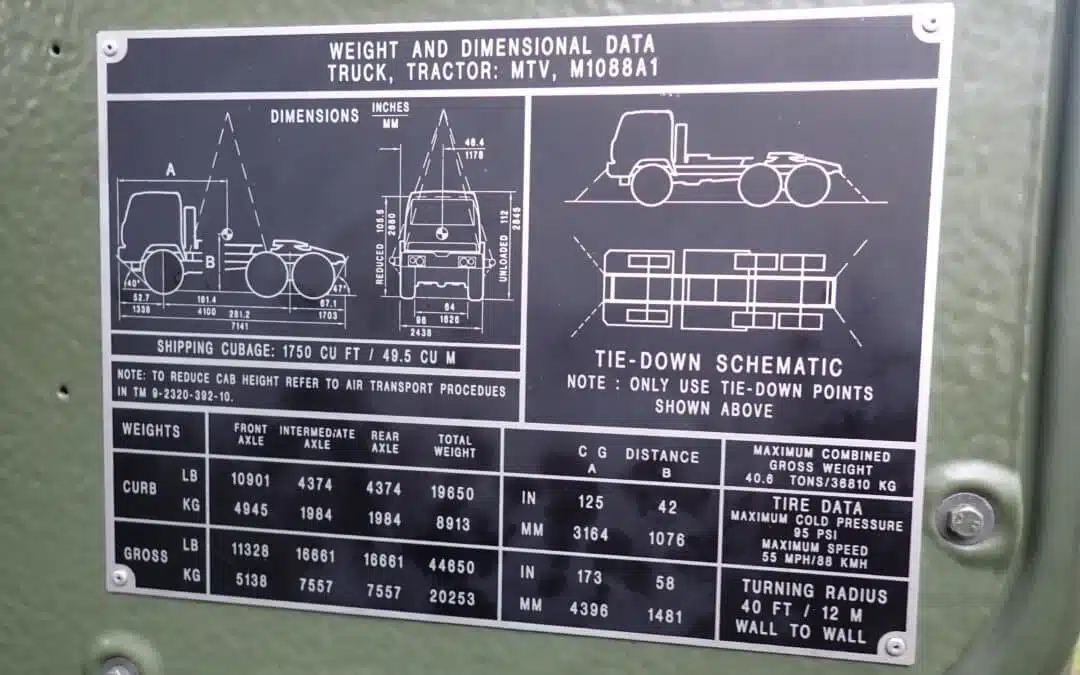 WEIGHT AND DIMENSIONAL DATA
TRUCK, TRACTOR: MTV, M1088A1
DIMENSIONS INCHES
MM
A
B
40°
47°
52.7
1338
161.4
4100
281.2
7141
67.1
1703
46.4
1178
REDUCED 105.5
2680
UNLOADED 112
2845
64
1626
96
2438
SHIPPING CUBAGE: 1750 CU FT / 49.5 CU M
NOTE: TO REDUCE CAB HEIGHT REFER TO AIR TRANSPORT PROCEDUES
IN TM 9-2320-392-10.
TIE-DOWN SCHEMATIC
NOTE : ONLY USE TIE-DOWN POINTS
SHOWN ABOVE
WEIGHTS FRONT AXLE INTERMEDIATE AXLE REAR AXLE TOTAL WEIGHT
CURB LB 10901 4374 4374 19650
KG 4945 1984 1984 8913
GROSS LB 11328 16661 16661 44650
KG 5138 7557 7557 20253
C G DISTANCE
A B
IN 125 42
MM 3164 1076
IN 173 58
MM 4396 1481
MAXIMUM COMBINED
GROSS WEIGHT
40.6 TONS/36810 KG
TIRE DATA
MAXIMUM COLD PRESSURE
95 PSI
MAXIMUM SPEED
55 MPH/88 KMH
TURNING RADIUS
40 FT / 12 M
WALL TO WALL